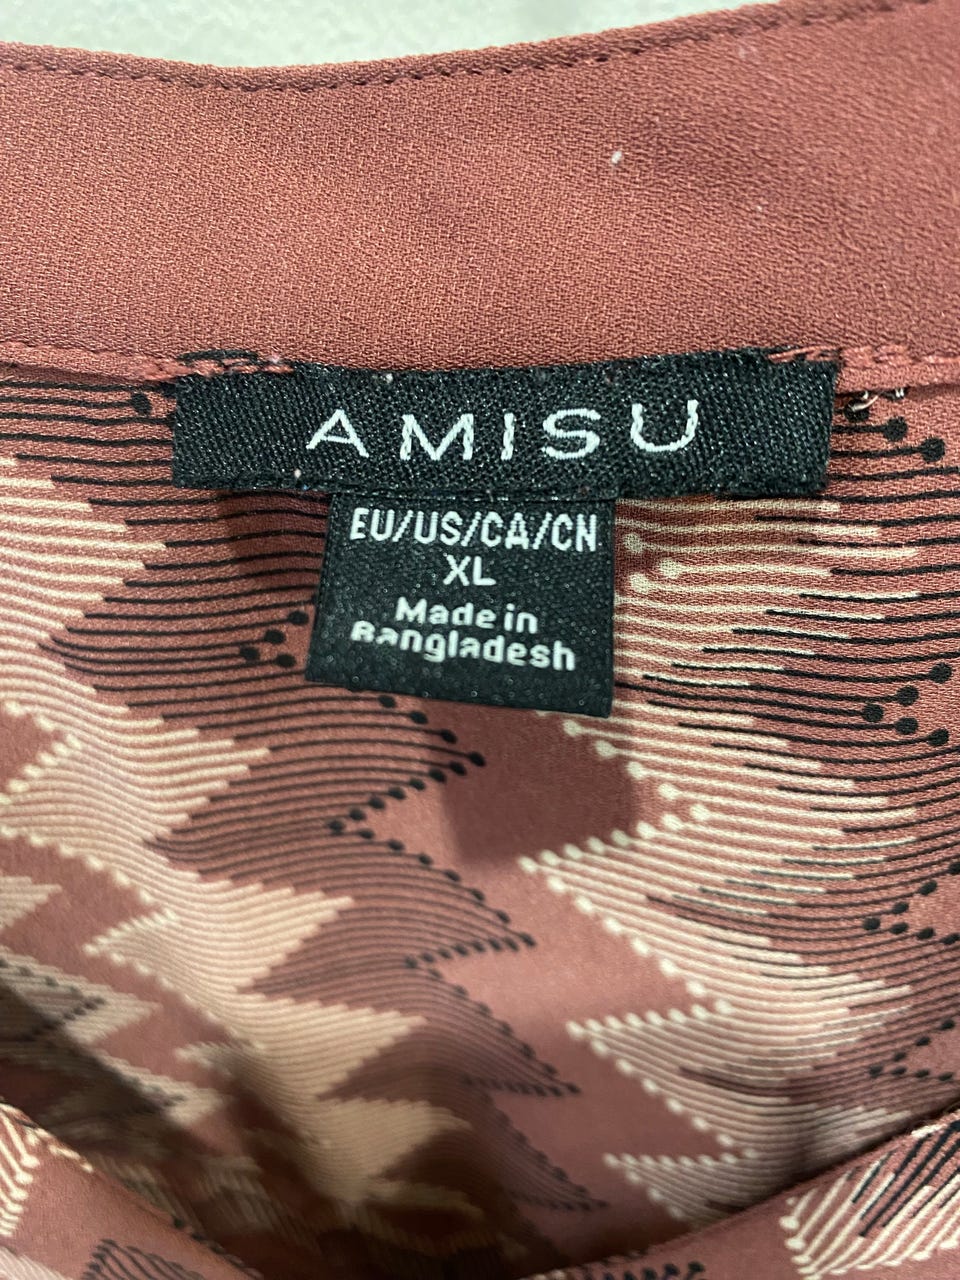 AMISU
EU/US/CA/CN
XL
Made in
Bangladesh